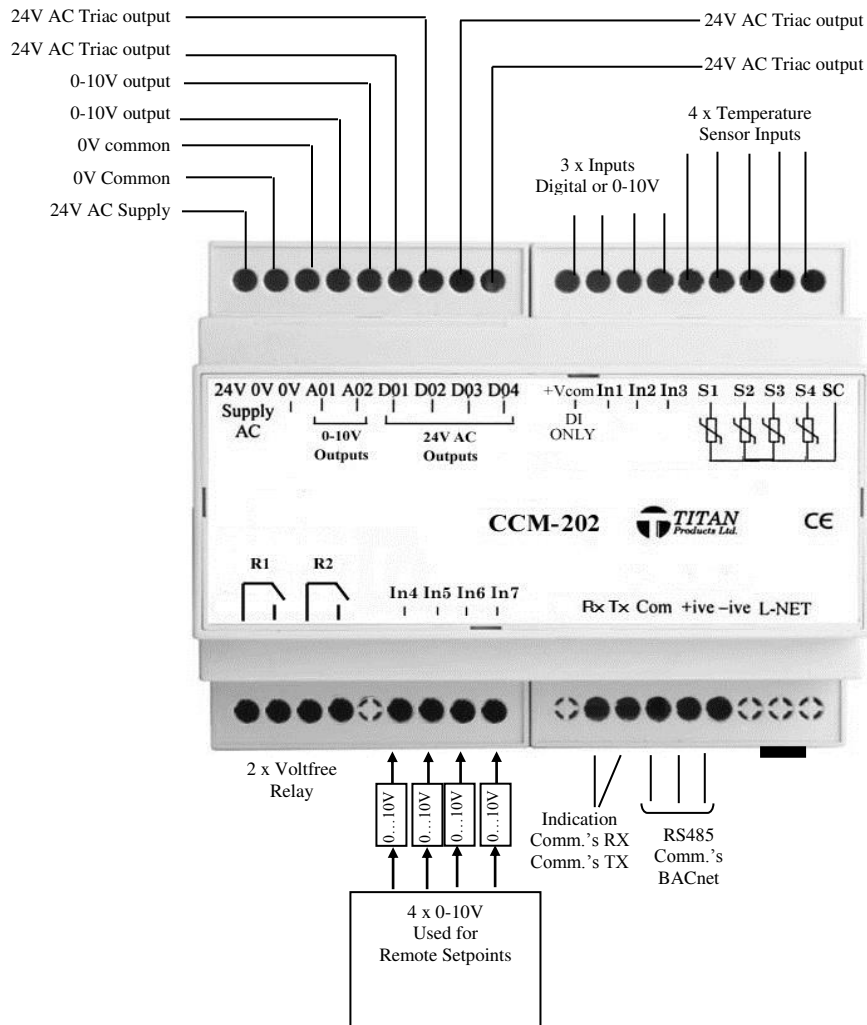 24V AC Triac output
24V AC Triac output
24V AC Triac output
24V AC Triac output
0-10V output
0-10V output
0V common
0V Common
24V AC Supply
4 x Temperature
Sensor Inputs
3 x Inputs
Digital or 0-10V
24V 0V 0V A01 A02 D01 D02 D03 D04
Supply
AC
0-10V
Outputs
24V AC
Outputs
+Vcom In1 In2 In3 S1 S2 S3 S4 SC
DI
ONLY
CCM-202
TITAN
Products Ltd.
CE
R1 R2
In4 In5 In6 In7
Rx Tx Com +ive –ive L-NET
2 x Voltfree
Relay
0…10V
0…10V
0…10V
0…10V
Indication
Comm.'s RX
Comm.'s TX
RS485
Comm.'s
BACnet
4 x 0-10V
Used for
Remote Setpoints